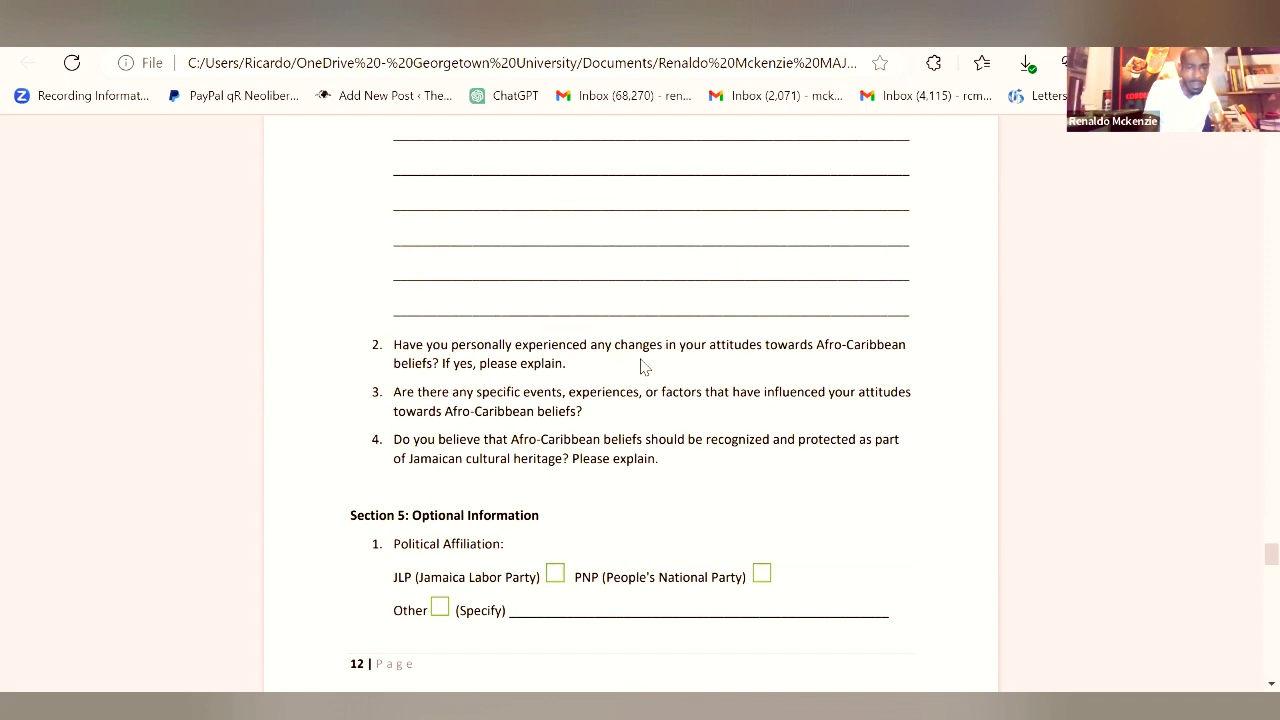 File
C:/Users/Ricardo/OneDrive%20-%20Georgetown%20University/Documents/Renaldo%20Mckenzie%20MAJ...
Recording Informat...
PayPal qR Neoliber...
Add New Post ‹ The...
ChatGPT
Inbox (68,270) - ren...
Inbox (2,071) - mck...
Inbox (4,115) - rcm...
Letters
Renaldo Mckenzie
2. Have you personally experienced any changes in your attitudes towards Afro-Caribbean
beliefs? If yes, please explain.
3. Are there any specific events, experiences, or factors that have influenced your attitudes
towards Afro-Caribbean beliefs?
4. Do you believe that Afro-Caribbean beliefs should be recognized and protected as part
of Jamaican cultural heritage? Please explain.
Section 5: Optional Information
1. Political Affiliation:
JLP (Jamaica Labor Party) PNP (People's National Party)
Other (Specify)
12 | Page